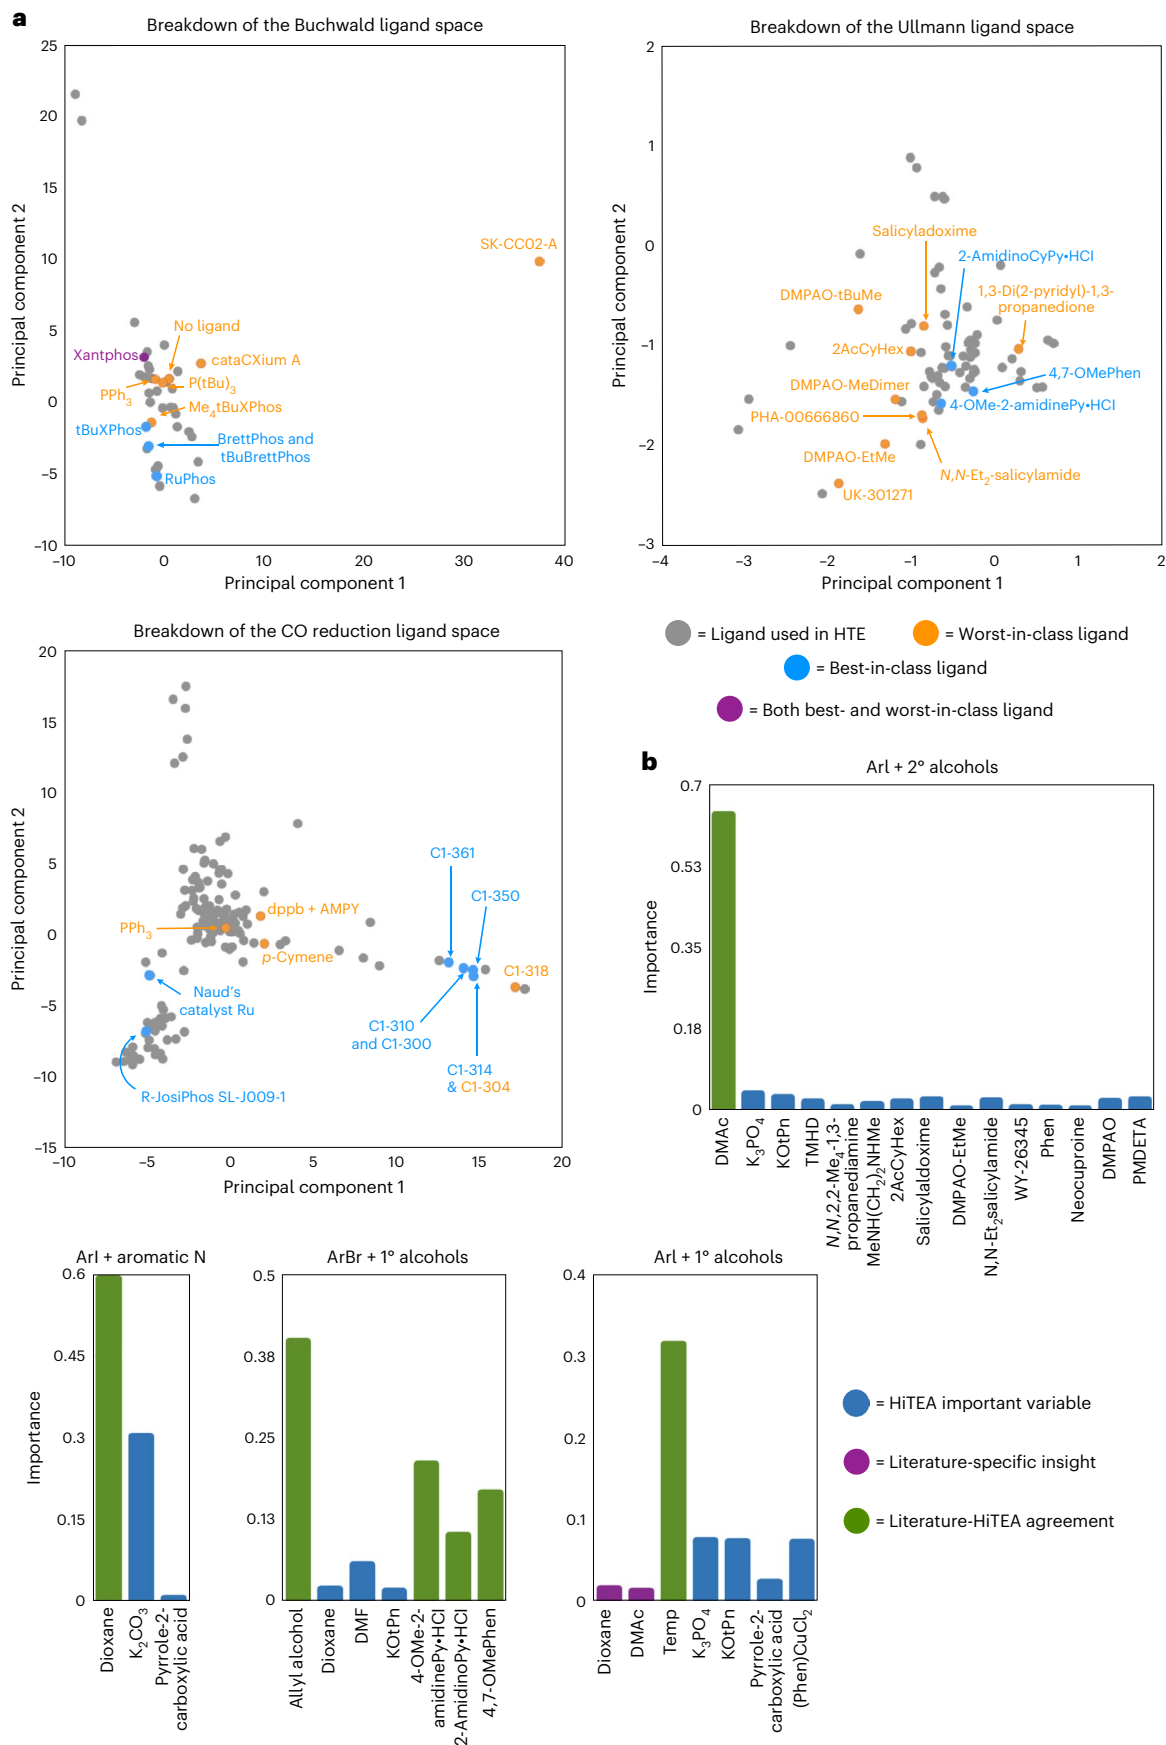 a
Breakdown of the Buchwald ligand space
25
20
15
10
5
0
–5
–10
Principal component 2
SK-CC02-A
No ligand
Xantphos
cataCXium A
PPh3
P(tBu)3
Me4tBuXPhos
tBuXPhos
BrettPhos and
tBuBrettPhos
RuPhos
–10
0
10
20
30
40
Principal component 1
Breakdown of the Ullmann ligand space
2
1
0
–1
–2
–3
Principal component 2
Salicyladoxime
2-AmidinoCyPy•HCl
DMPAO-tBuMe
1,3-Di(2-pyridyl)-1,3-
propanedione
2AcCyHex
4,7-OMePhen
DMPAO-MeDimer
4-OMe-2-amidinePy•HCl
PHA-00666860
DMPAO-EtMe
N,N-Et2-salicylamide
UK-301271
–4
–3
–2
–1
0
1
2
Principal component 1
Breakdown of the CO reduction ligand space
20
15
10
5
0
–5
–10
–15
Principal component 2
C1-361
C1-350
dppb + AMPY
PPh3
p-Cymene
C1-318
Naud's
catalyst Ru
C1-310
and C1-300
C1-314
& C1-304
R-JosiPhos SL-J009-1
–10
–5
0
5
10
15
20
Principal component 1
= Ligand used in HTE
= Worst-in-class ligand
= Best-in-class ligand
= Both best- and worst-in-class ligand
b
ArI + 2° alcohols
0.7
0.53
0.35
0.18
0
Importance
DMAc
K3PO4
KOtPn
TMHD
N,N,2,2-Me4-1,3-
propanediamine
MeNH(CH2)2NHMe
2AcCyHex
Salicylaldoxime
DMPAO-EtMe
N,N-Et2salicylamide
WY-26345
Phen
Neocuproine
DMPAO
PMDETA
ArI + aromatic N
0.6
0.45
0.3
0.15
0
Importance
Dioxane
K2CO3
Pyrrole-2-
carboxylic acid
ArBr + 1° alcohols
0.5
0.38
0.25
0.13
0
Allyl alcohol
Dioxane
DMF
KOtPn
4-OMe-2-
amidinePy•HCl
2-AmidinoPy•HCl
4,7-OMePhen
ArI + 1° alcohols
0.4
0.3
0.2
0.1
0
Dioxane
DMAc
Temp
K3PO4
KOtPn
Pyrrole-2-
carboxylic acid
(Phen)CuCl2
= HiTEA important variable
= Literature-specific insight
= Literature-HiTEA agreement